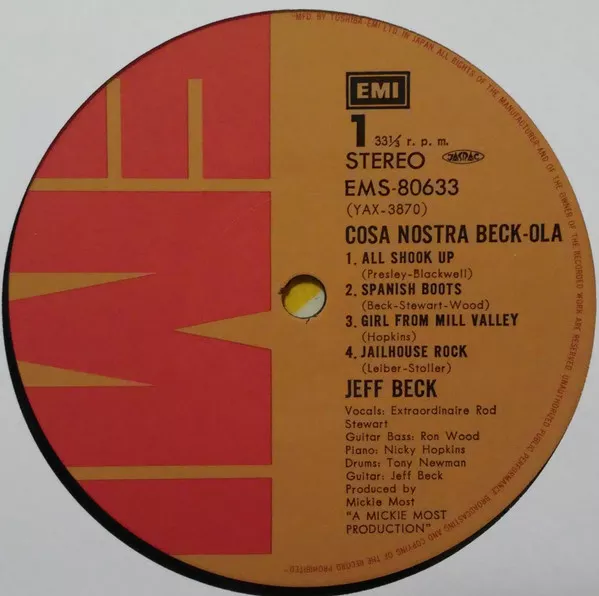 "MFD. BY TOSHIBA-EMI LTD. IN JAPAN. ALL RIGHTS OF THE MANUFACTURER AND OF THE OWNER OF THE RECORDED WORK ARE RESERVED. UNAUTHORIZED PUBLIC PERFORMANCE BROADCASTING AND COPYING OF THE RECORD PROHIBITED"
EMI
EMI
1 33⅓ r. p. m.
STEREO JASRAC
EMS-80633
(YAX-3870)
COSA NOSTRA BECK-OLA
1. ALL SHOOK UP
(Presley-Blackwell)
2. SPANISH BOOTS
(Beck-Stewart-Wood)
3. GIRL FROM MILL VALLEY
(Hopkins)
4. JAILHOUSE ROCK
(Leiber-Stoller)
JEFF BECK
Vocals: Extraordinaire Rod
Stewart
Guitar Bass: Ron Wood
Piano: Nicky Hopkins
Drums: Tony Newman
Guitar: Jeff Beck
Produced by
Mickie Most
"A MICKIE MOST
PRODUCTION"